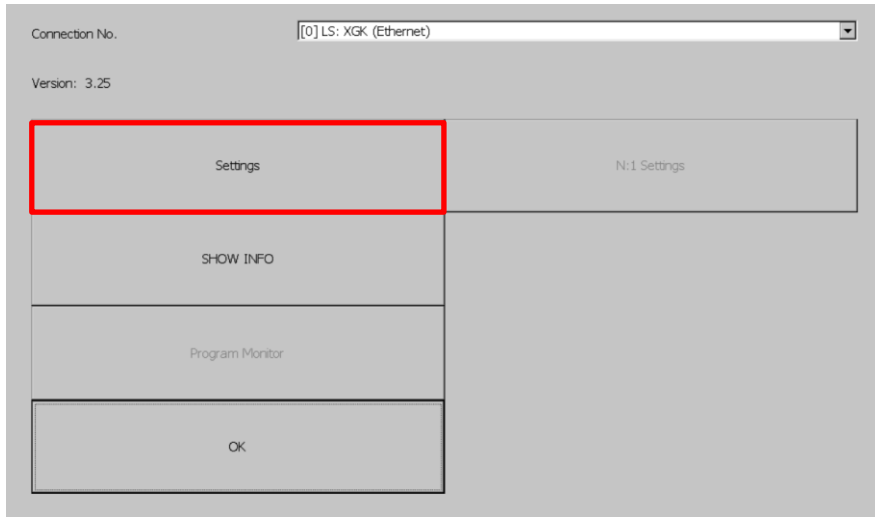 Connection No.
[0] LS: XGK (Ethernet)
Version: 3.25
Settings
N:1 Settings
SHOW INFO
Program Monitor
OK